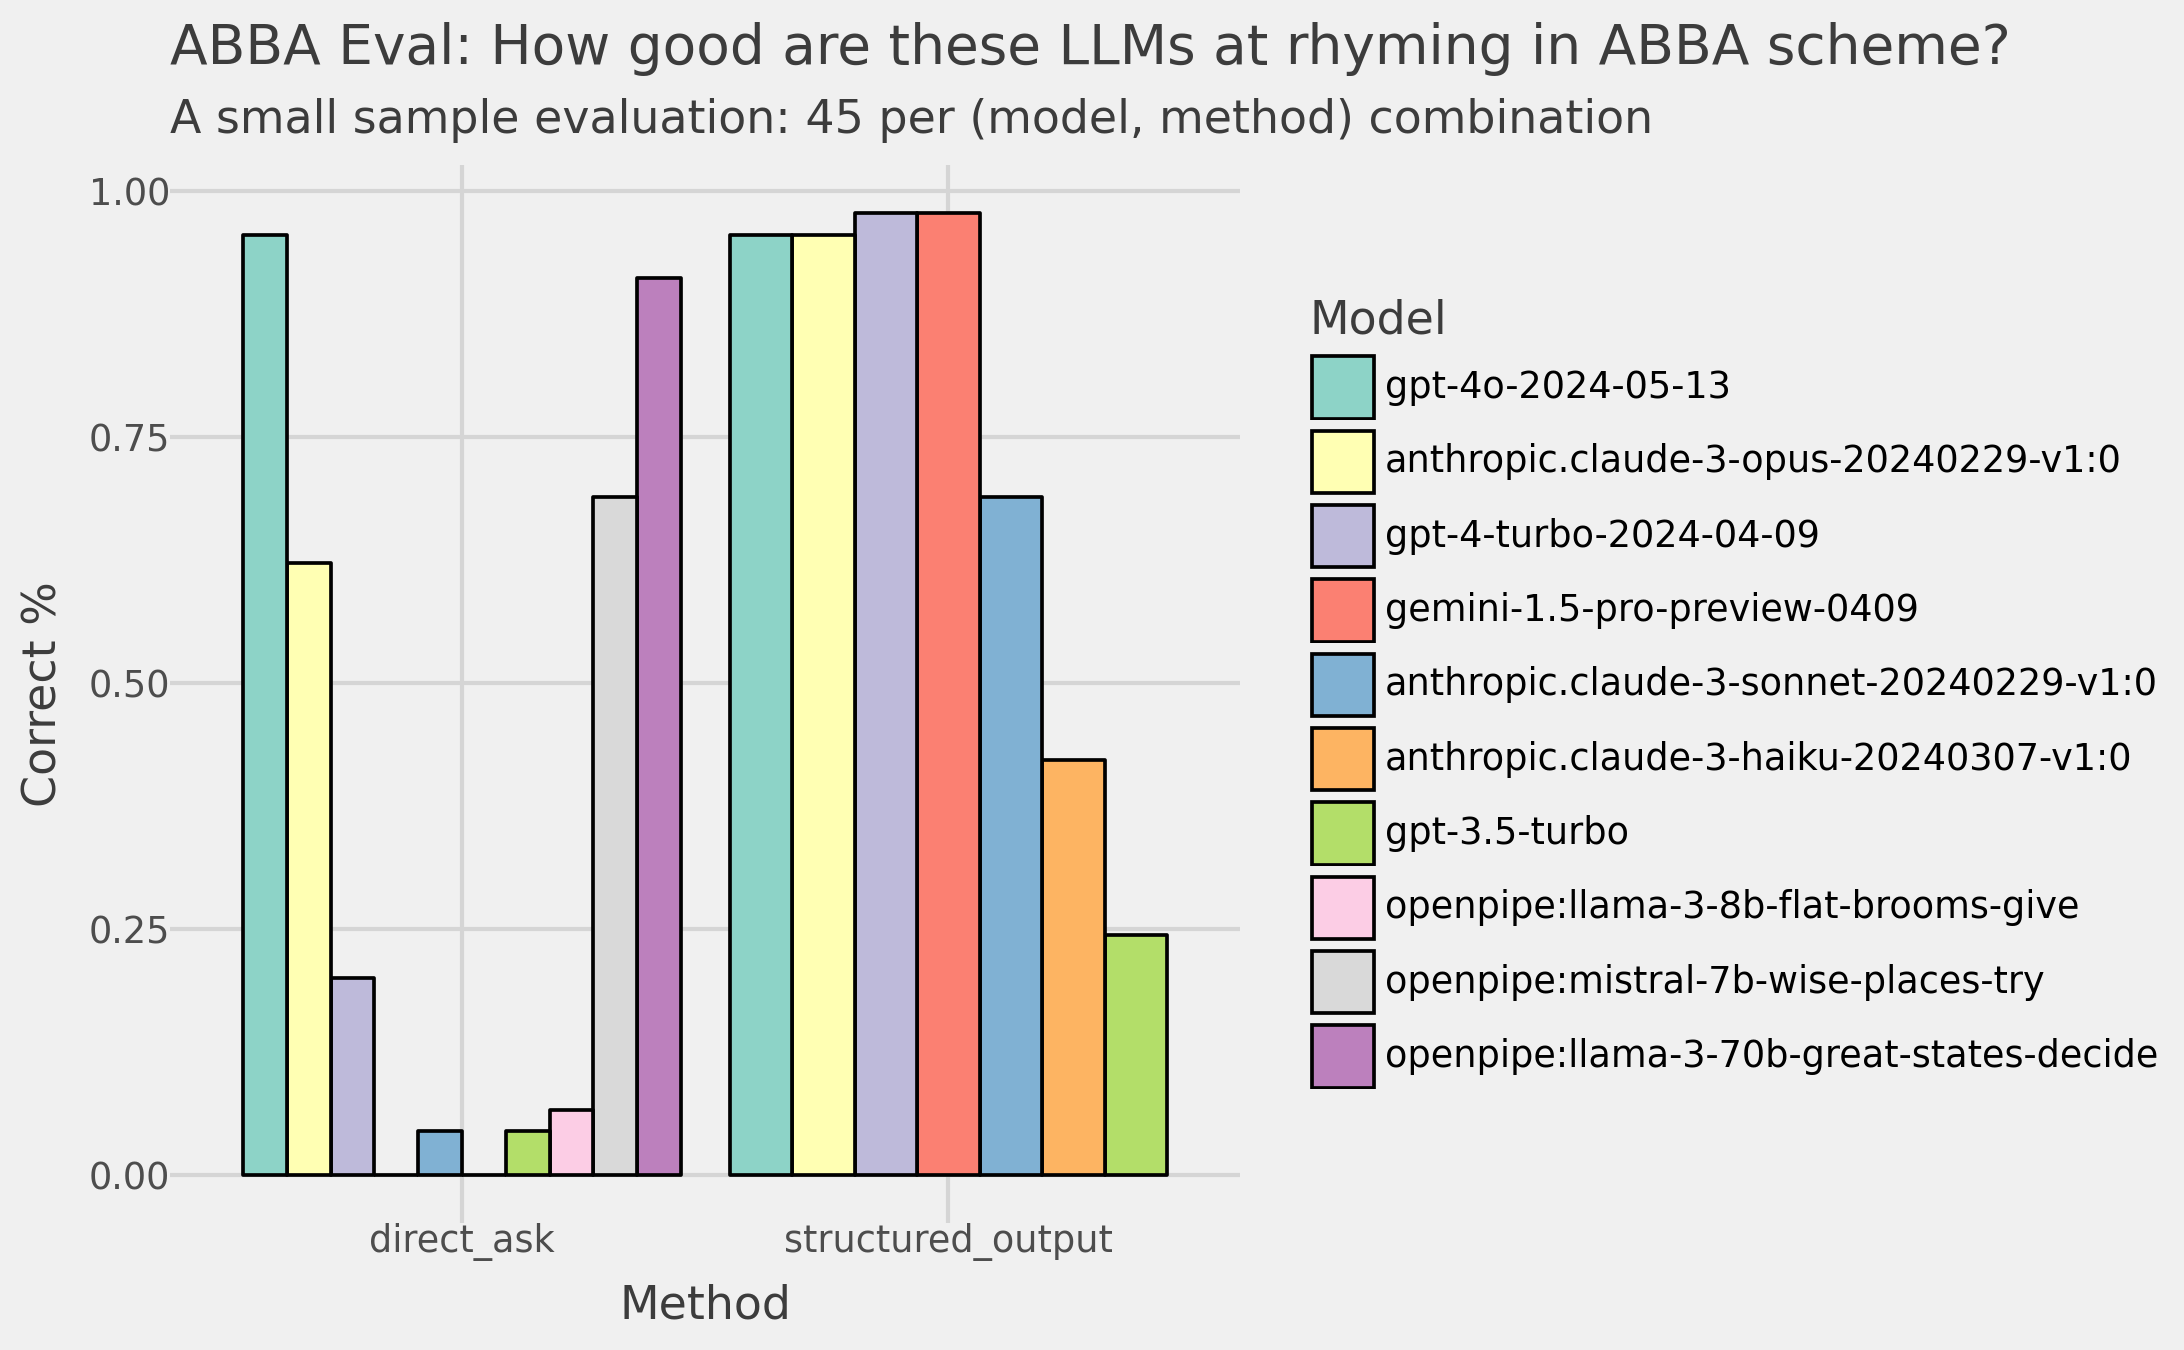 ABBA Eval: How good are these LLMs at rhyming in ABBA scheme?
A small sample evaluation: 45 per (model, method) combination
1.00
0.75
0.50
0.25
0.00
Correct %
direct_ask
structured_output
Method
Model
gpt-4o-2024-05-13
anthropic.claude-3-opus-20240229-v1:0
gpt-4-turbo-2024-04-09
gemini-1.5-pro-preview-0409
anthropic.claude-3-sonnet-20240229-v1:0
anthropic.claude-3-haiku-20240307-v1:0
gpt-3.5-turbo
openpipe:llama-3-8b-flat-brooms-give
openpipe:mistral-7b-wise-places-try
openpipe:llama-3-70b-great-states-decide